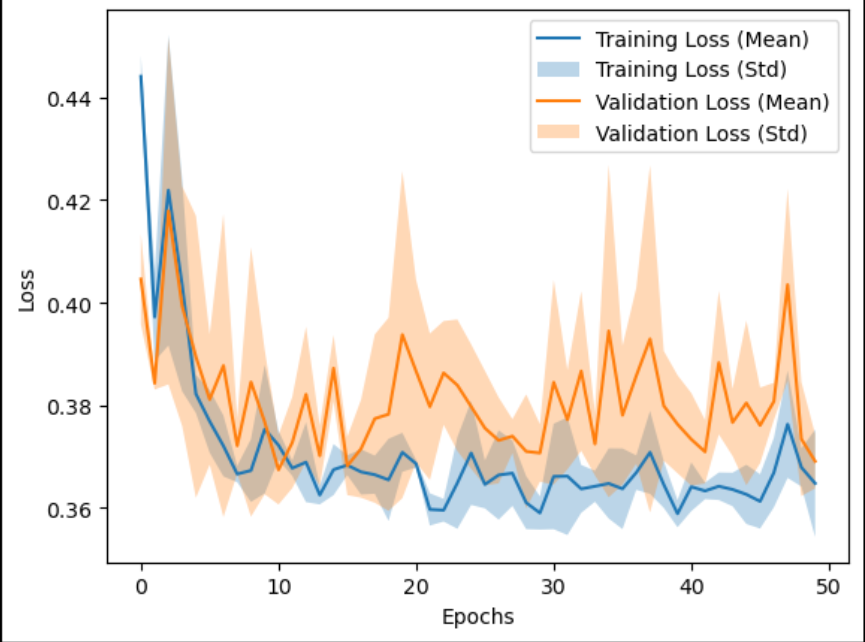 Training Loss (Mean)
Training Loss (Std)
Validation Loss (Mean)
Validation Loss (Std)
0.44
0.42
0.40
0.38
0.36
Loss
0 10 20 30 40 50
Epochs